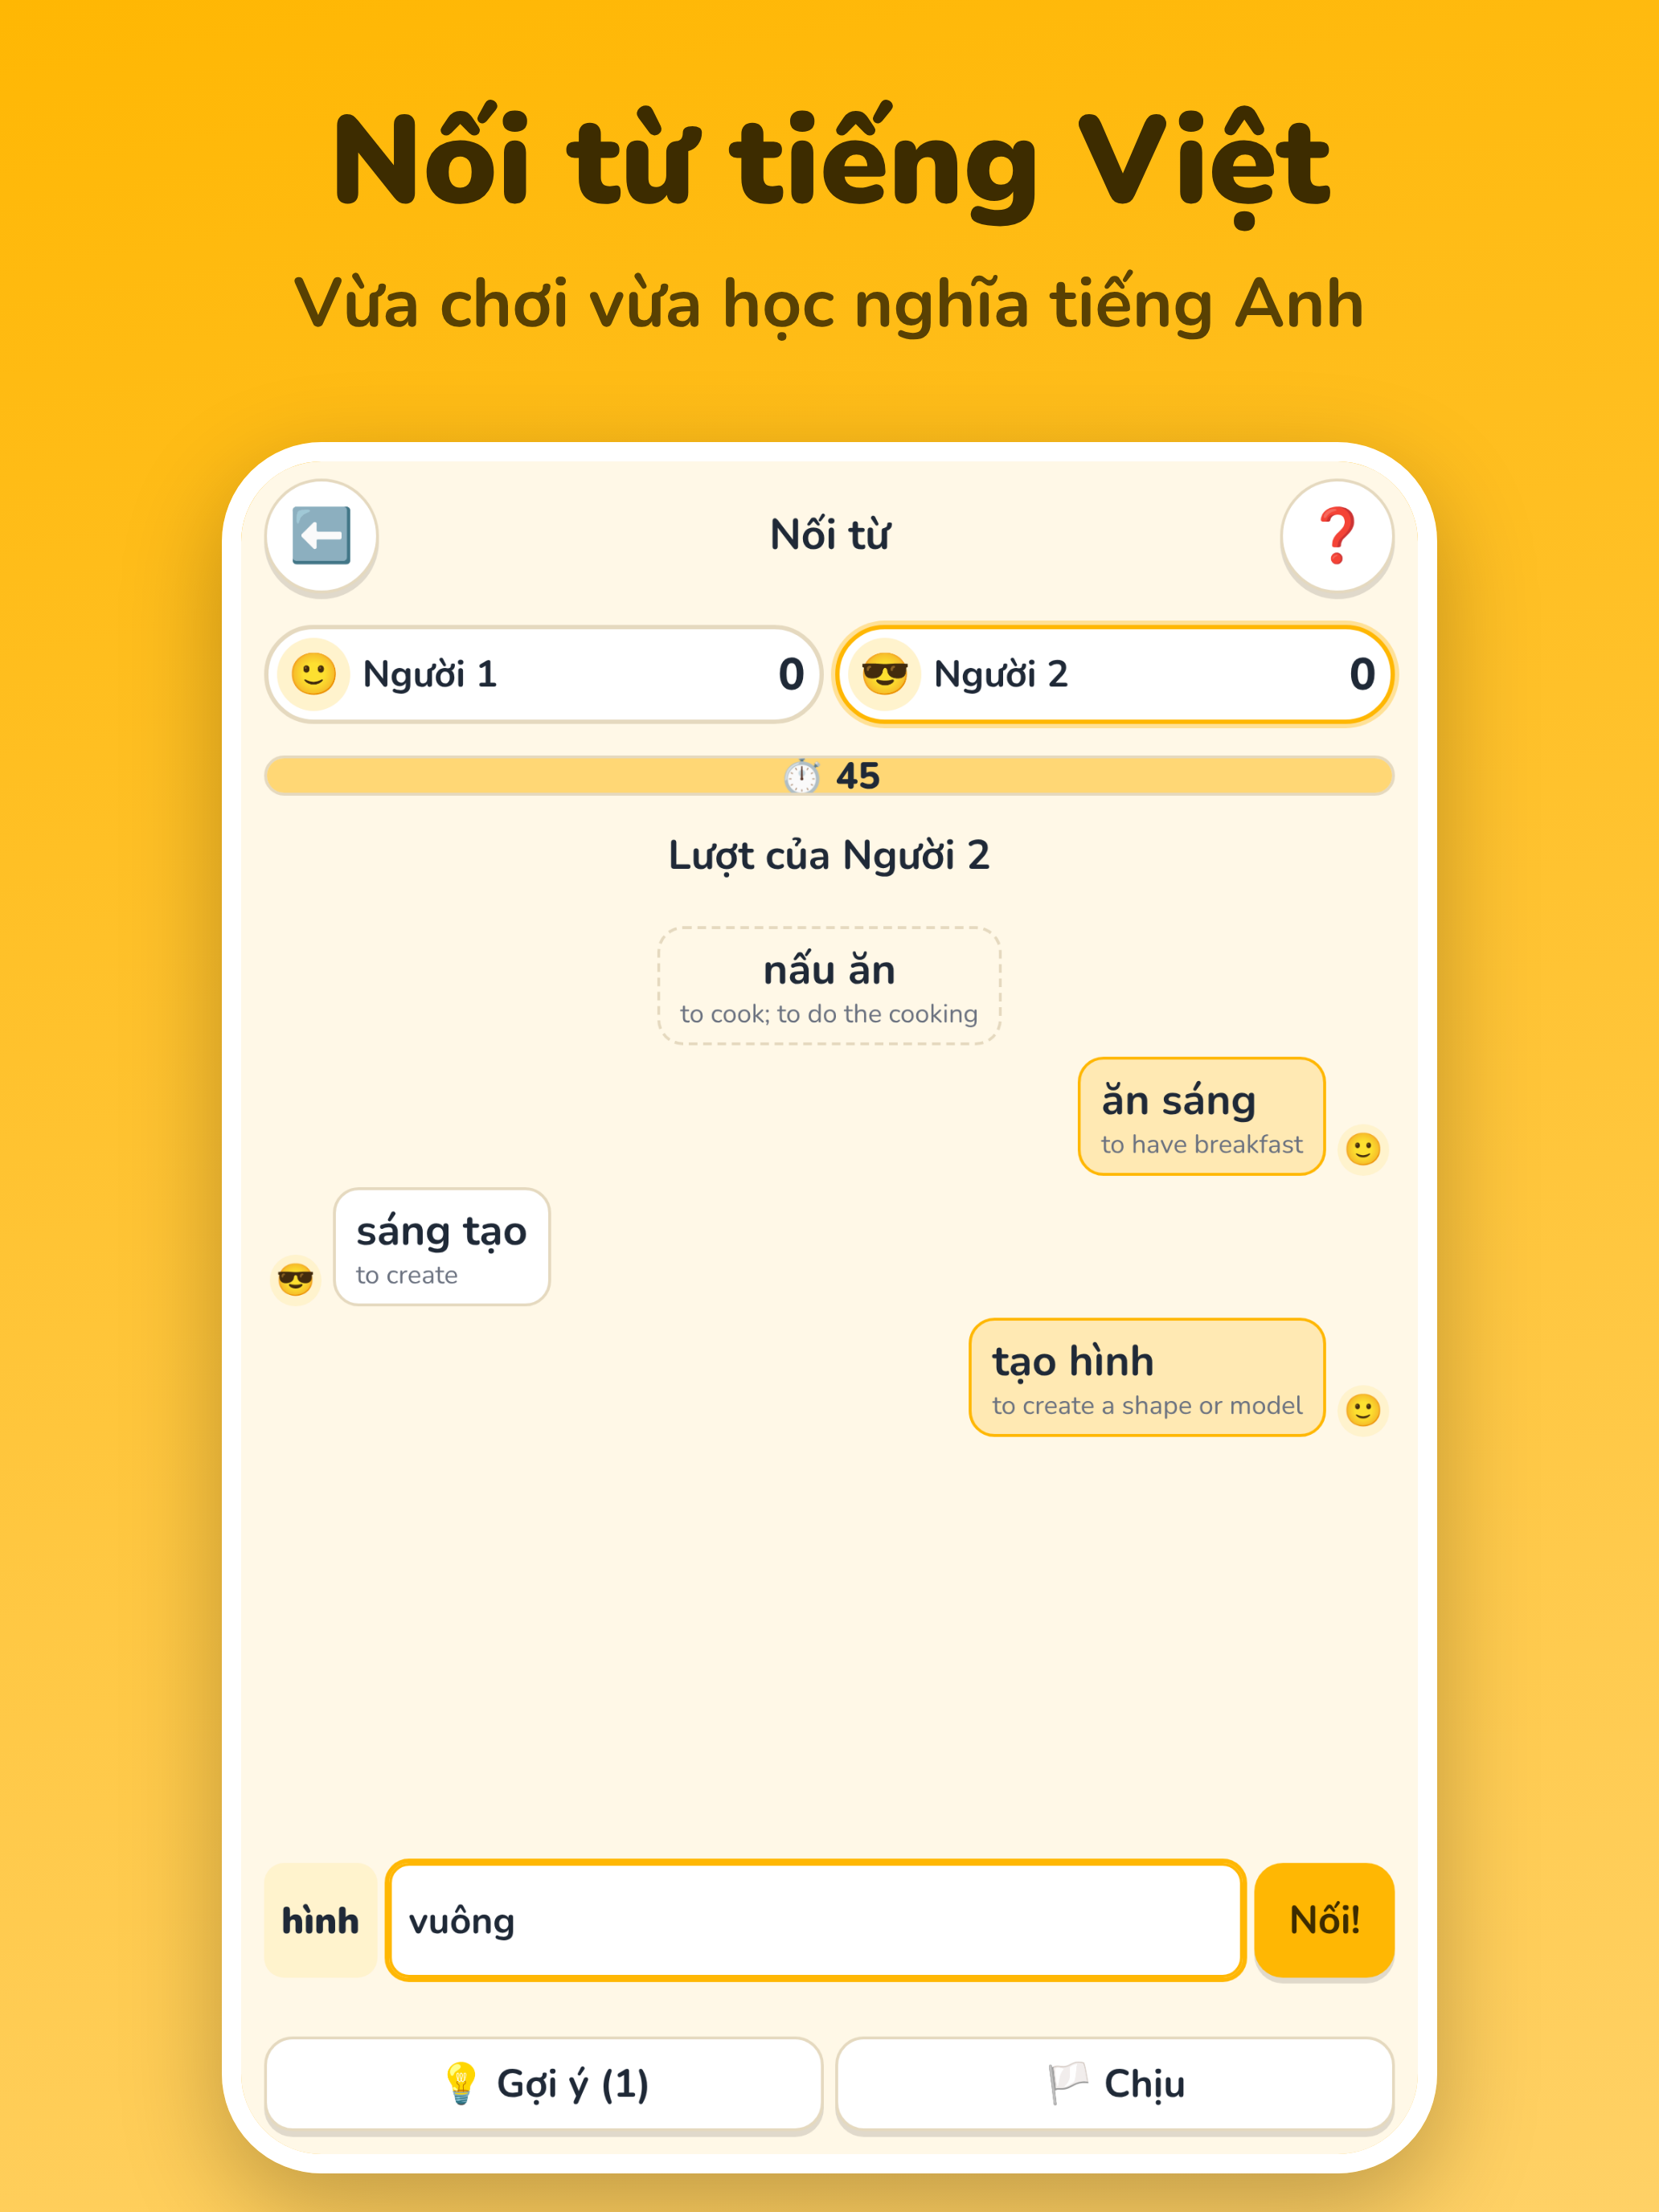 Nối từ tiếng Việt
Vừa chơi vừa học nghĩa tiếng Anh
Nối từ
Người 1
0
Người 2
0
45
Lượt của Người 2
nấu ăn
to cook; to do the cooking
ăn sáng
to have breakfast
sáng tạo
to create
tạo hình
to create a shape or model
hình
vuông
Nối!
Gợi ý (1)
Chịu